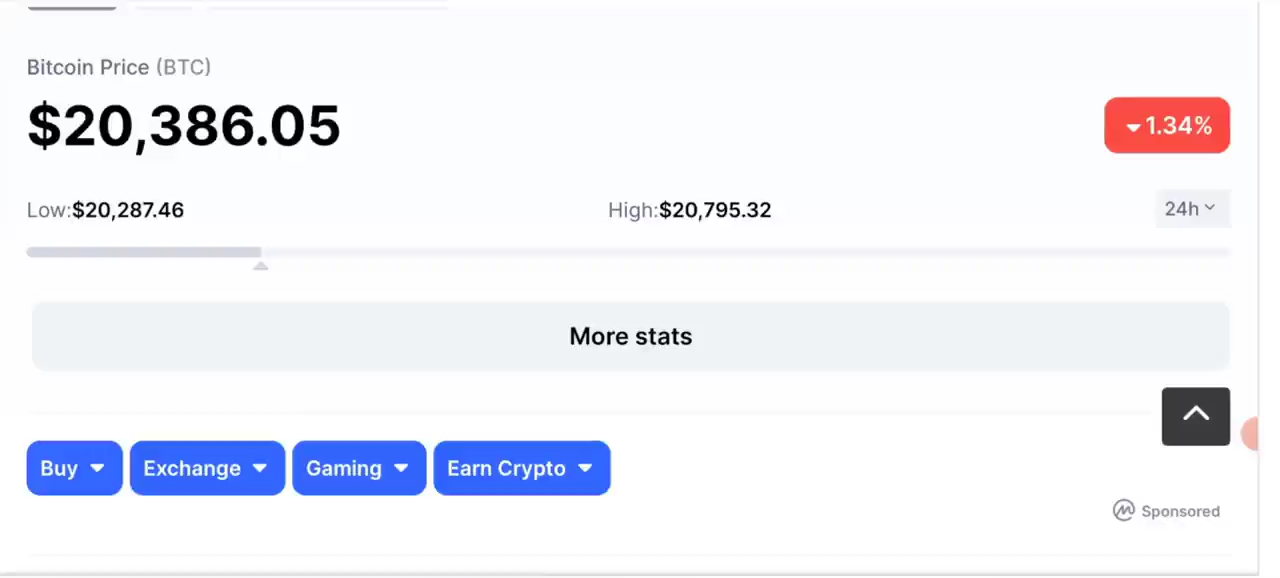 Bitcoin Price (BTC)
$20,386.05
1.34%
Low:$20,287.46
High:$20,795.32
24h
More stats
Buy
Exchange
Gaming
Earn Crypto
Sponsored